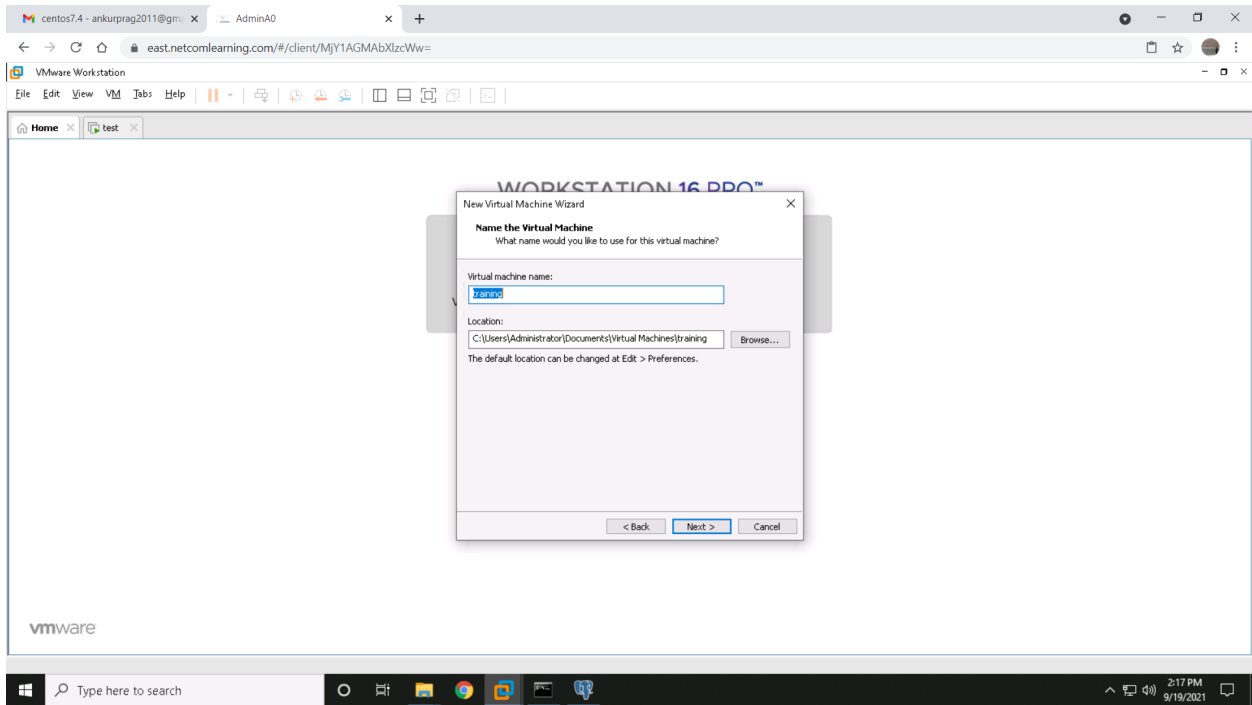 centos7.4 - ankurprag2011@gma
AdminA0
east.netcomlearning.com/#/client/MjY1AGMAbXlzcWw=
VMware Workstation
File Edit View VM Tabs Help
Home test
WORKSTATION 16 PRO™
New Virtual Machine Wizard
Name the Virtual Machine
What name would you like to use for this virtual machine?
Virtual machine name:
training
Location:
C:\Users\Administrator\Documents\Virtual Machines\training Browse...
The default location can be changed at Edit > Preferences.
< Back Next > Cancel
vmware
Type here to search
2:17 PM
9/19/2021